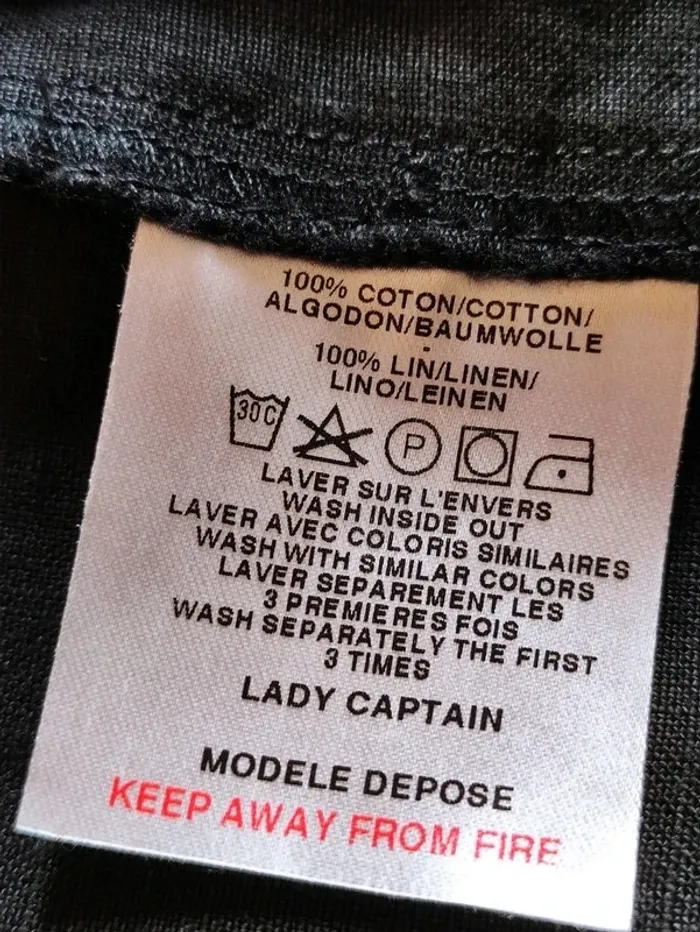 100% COTON/COTTON/
ALGODON/BAUMWOLLE
-
100% LIN/LINEN/
LINO/LEINEN
30C P
LAVER SUR L'ENVERS
WASH INSIDE OUT
LAVER AVEC COLORIS SIMILAIRES
WASH WITH SIMILAR COLORS
LAVER SEPAREMENT LES
3 PREMIERES FOIS
WASH SEPARATELY THE FIRST
3 TIMES
LADY CAPTAIN
MODELE DEPOSE
KEEP AWAY FROM FIRE